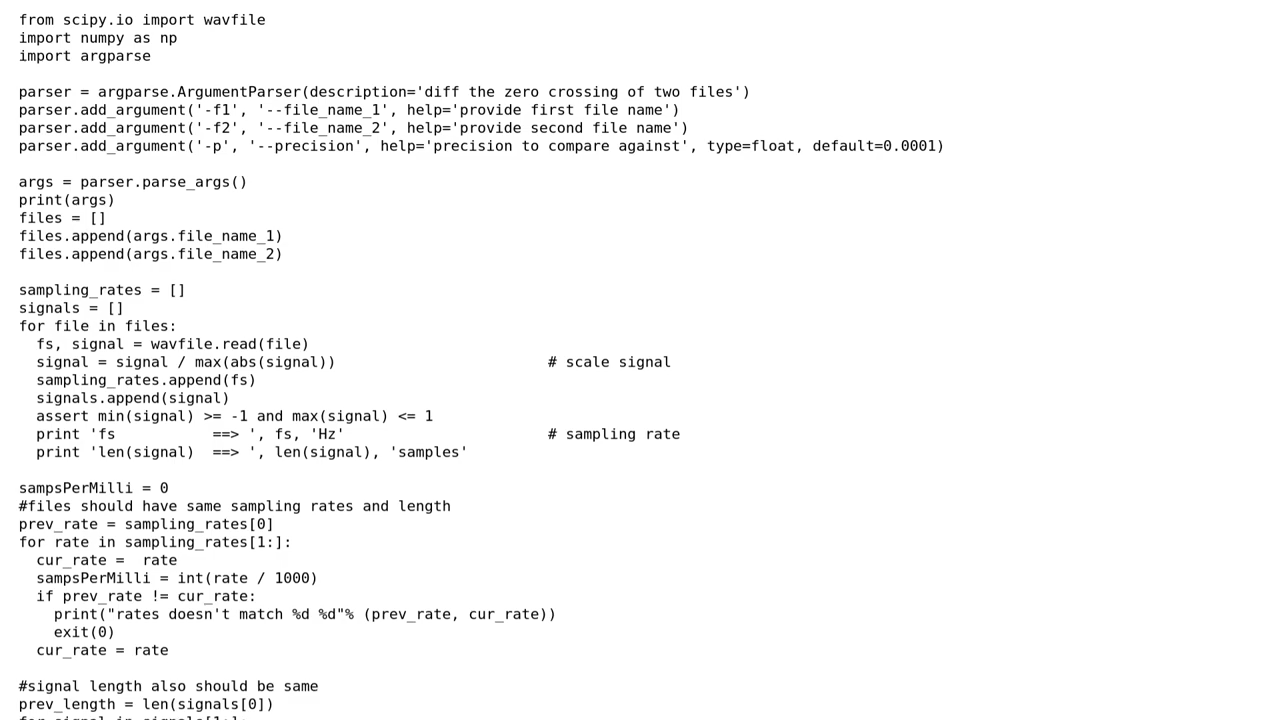 from scipy.io import wavfile
import numpy as np
import argparse

parser = argparse.ArgumentParser(description='diff the zero crossing of two files')
parser.add_argument('-f1', '--file_name_1', help='provide first file name')
parser.add_argument('-f2', '--file_name_2', help='provide second file name')
parser.add_argument('-p', '--precision', help='precision to compare against', type=float, default=0.0001)

args = parser.parse_args()
print(args)
files = []
files.append(args.file_name_1)
files.append(args.file_name_2)

sampling_rates = []
signals = []
for file in files:
  fs, signal = wavfile.read(file)
  signal = signal / max(abs(signal))                        # scale signal
  sampling_rates.append(fs)
  signals.append(signal)
  assert min(signal) >= -1 and max(signal) <= 1
  print 'fs           ==> ', fs, 'Hz'                       # sampling rate
  print 'len(signal)  ==> ', len(signal), 'samples'

sampsPerMilli = 0
#files should have same sampling rates and length
prev_rate = sampling_rates[0]
for rate in sampling_rates[1:]:
  cur_rate =  rate
  sampsPerMilli = int(rate / 1000)
  if prev_rate != cur_rate:
    print("rates doesn't match %d %d"% (prev_rate, cur_rate))
    exit(0)
  cur_rate = rate

#signal length also should be same
prev_length = len(signals[0])
for signal in signals[1:]: